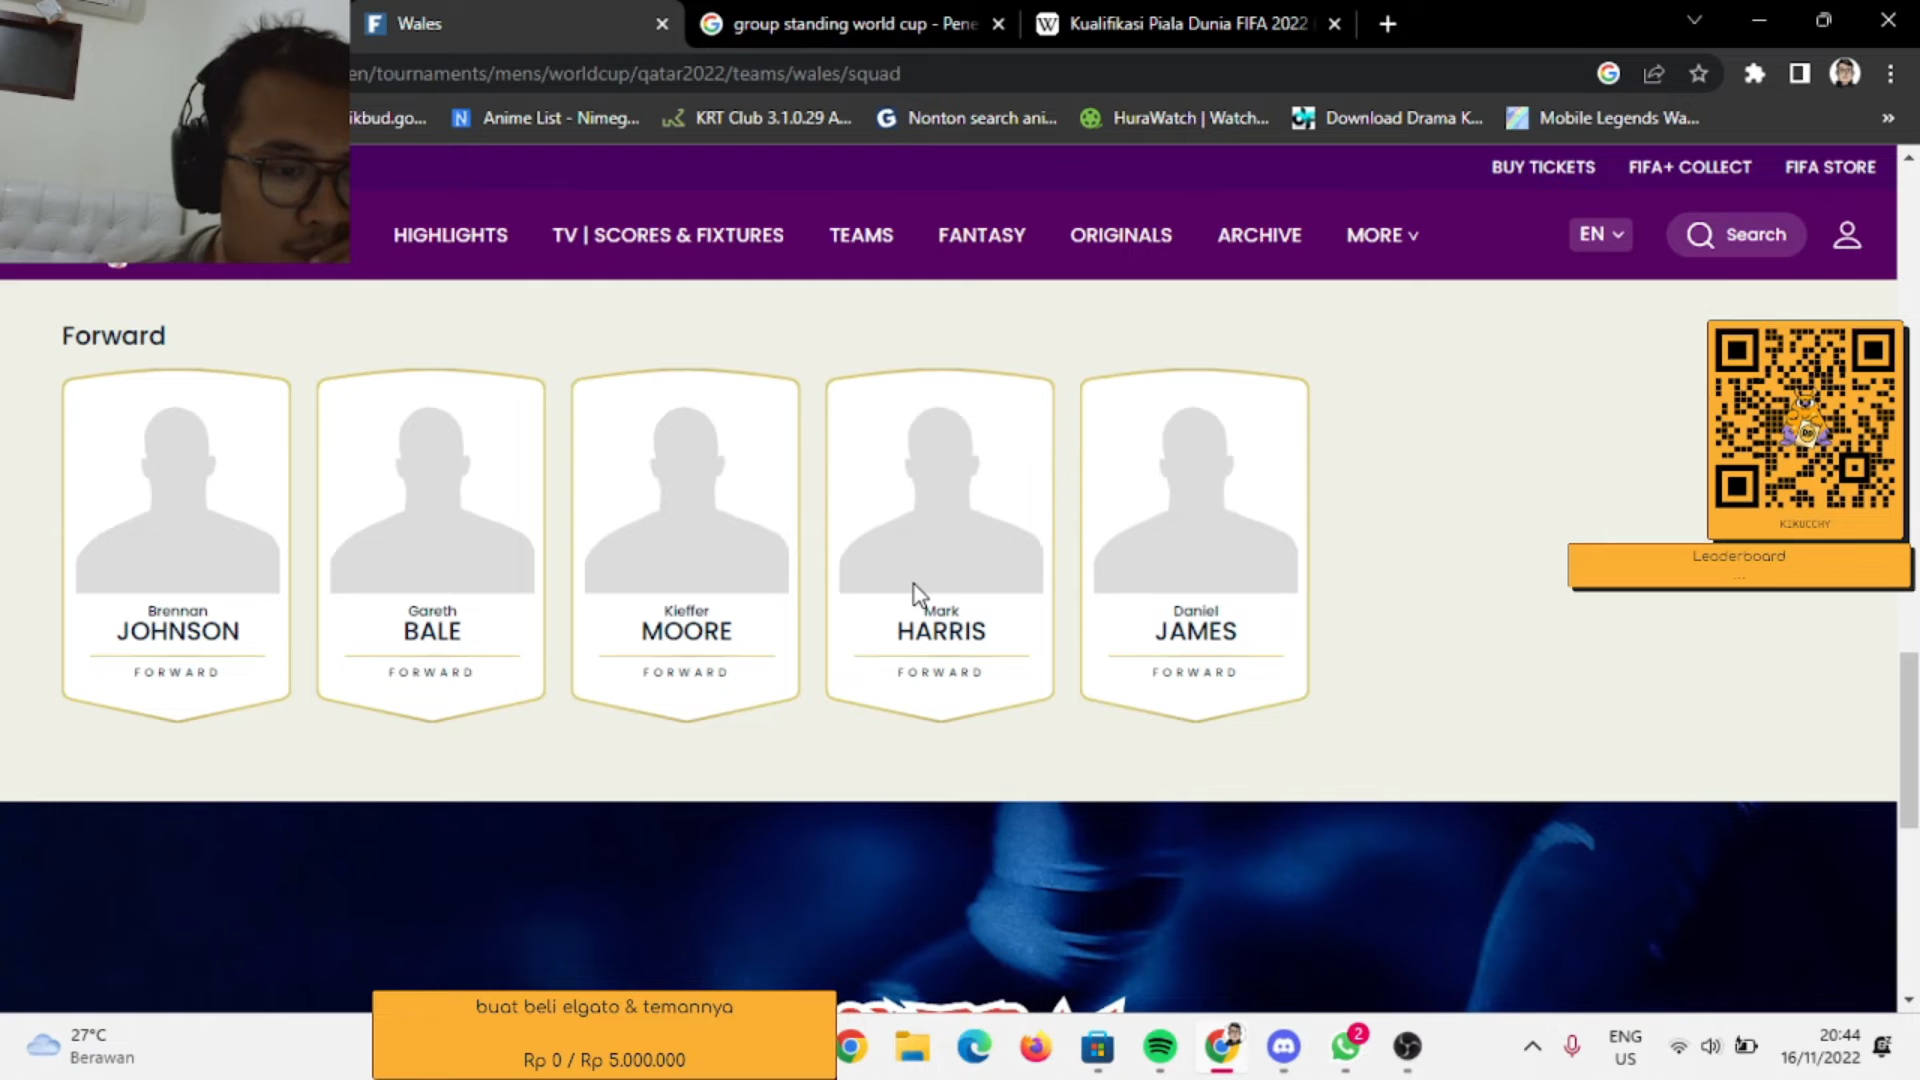 Wales
group standing world cup - Pene
Kualifikasi Piala Dunia FIFA 2022
en/tournaments/mens/worldcup/qatar2022/teams/wales/squad
ikbud.go...
Anime List - Nimeg...
KRT Club 3.1.0.29 A...
Nonton search ani...
HuraWatch | Watch...
Download Drama K...
Mobile Legends Wa...
»
BUY TICKETS
FIFA+ COLLECT
FIFA STORE
HIGHLIGHTS
TV | SCORES & FIXTURES
TEAMS
FANTASY
ORIGINALS
ARCHIVE
MORE
EN
Search
Forward
Brennan
JOHNSON
FORWARD
Gareth
BALE
FORWARD
Kieffer
MOORE
FORWARD
Mark
HARRIS
FORWARD
Daniel
JAMES
FORWARD
KIKUCCHY
Leaderboard
...
buat beli elgato & temannya
Rp 0 / Rp 5.000.000
27°C
Berawan
2
ENG
US
20:44
16/11/2022